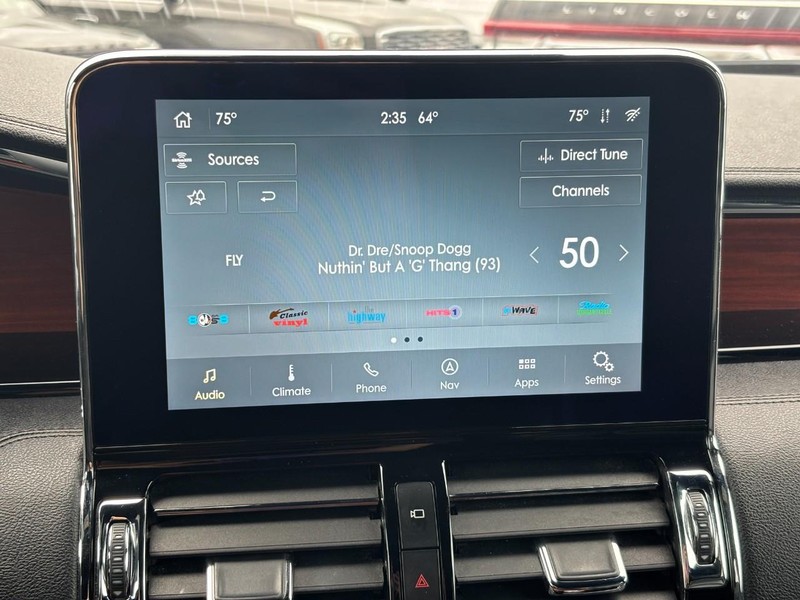 75° 2:35 64° 75°
Sources Direct Tune
Channels
FLY
Dr. Dre/Snoop Dogg
Nuthin' But A 'G' Thang (93)
50
Classic
vinyl
the
highway
HITS 1
WAVE
Audio Climate Phone Nav Apps Settings